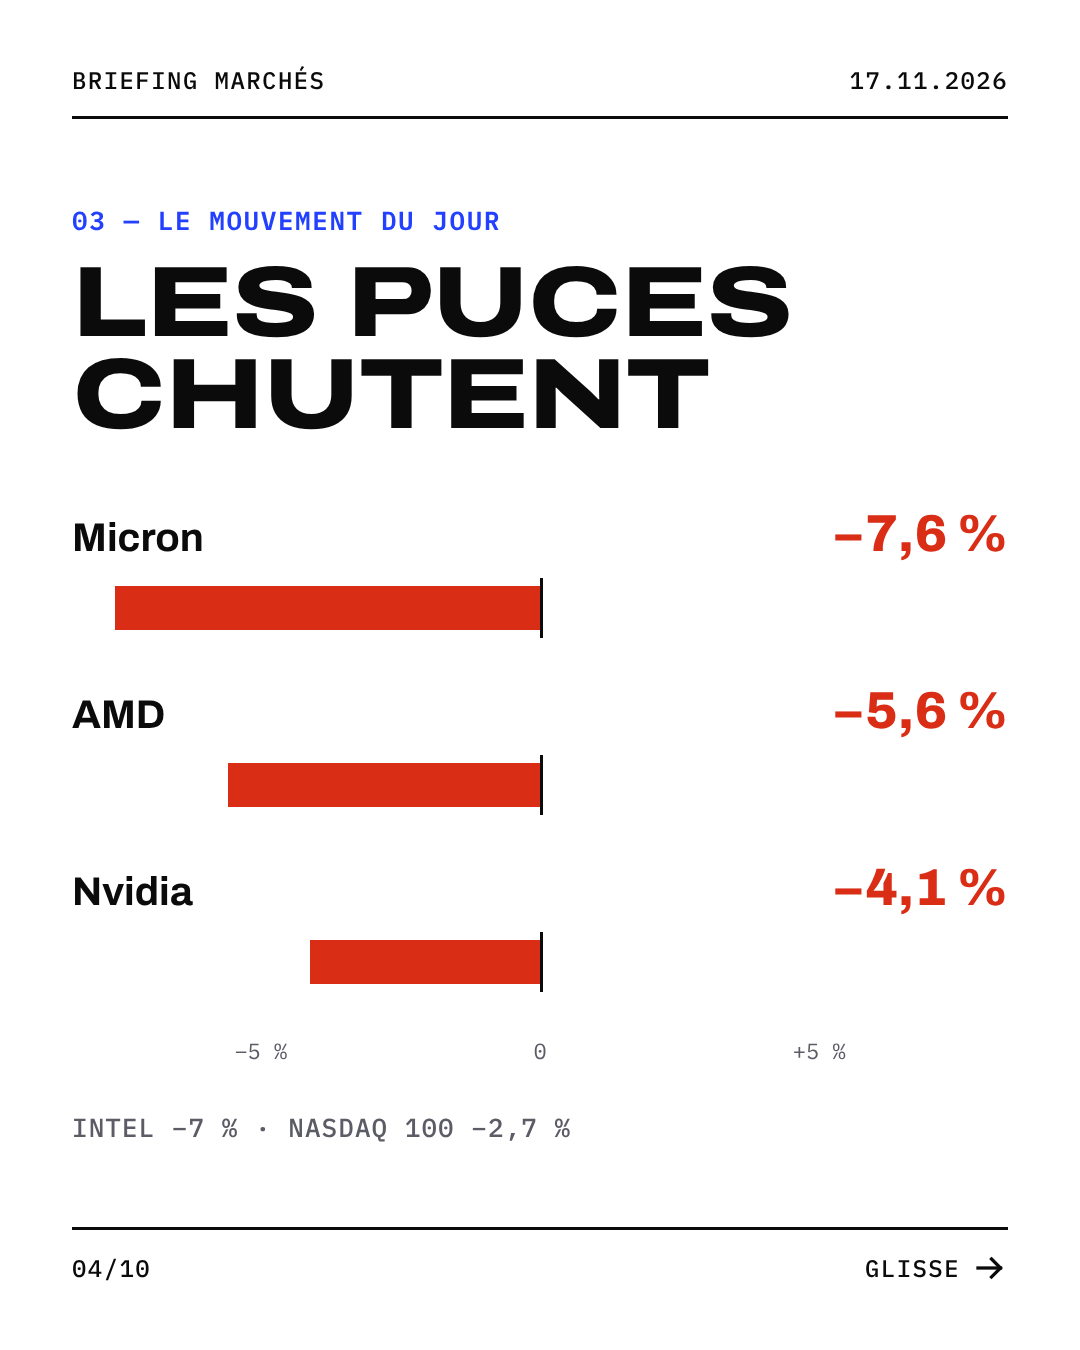 BRIEFING MARCHÉS 17.11.2026
03 — LE MOUVEMENT DU JOUR
LES PUCES
CHUTENT
Micron −7,6 %
AMD −5,6 %
Nvidia −4,1 %
−5 % 0 +5 %
INTEL −7 % · NASDAQ 100 −2,7 %
04/10 GLISSE →